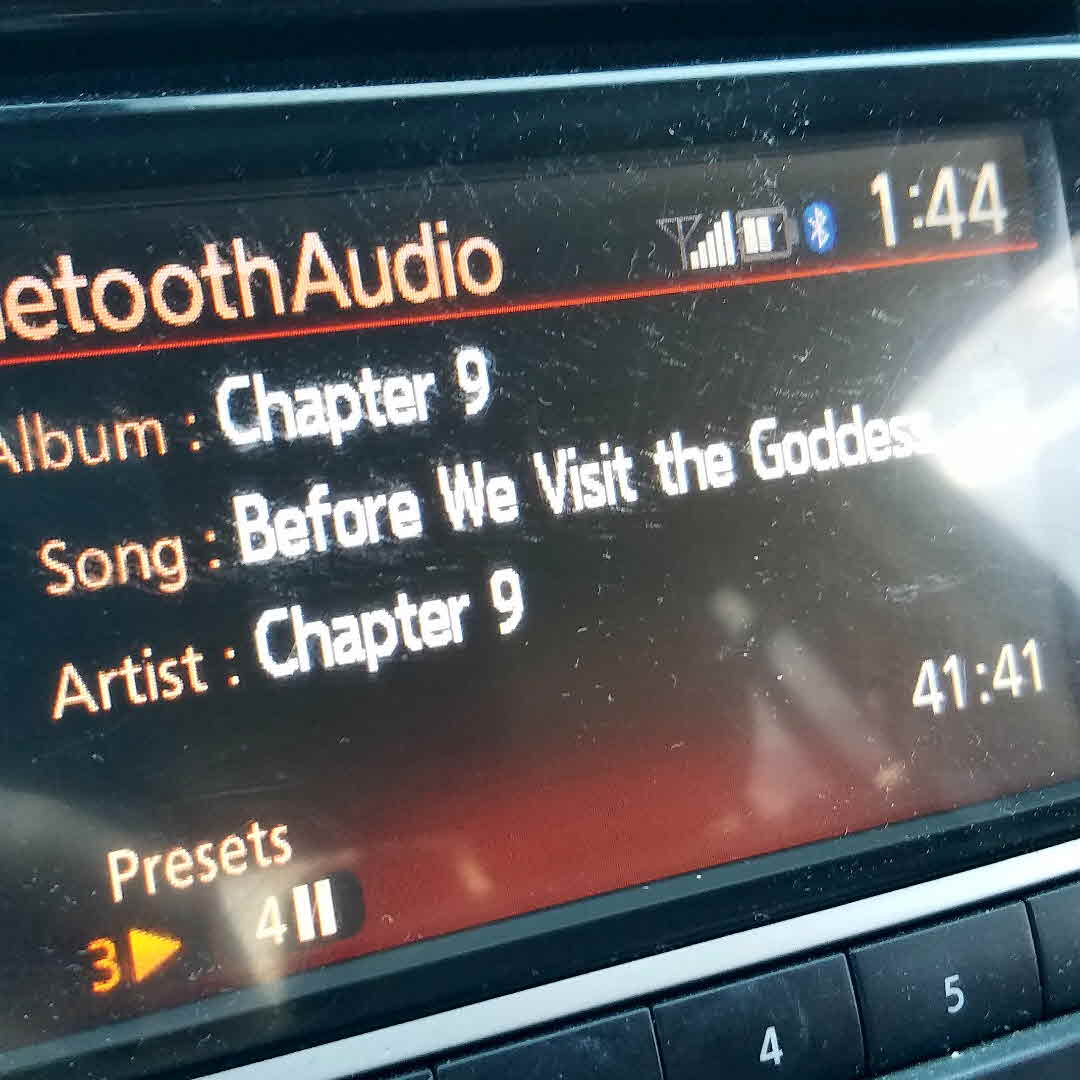 etoothAudio 1:44
Album : Chapter 9
Song : Before We Visit the Goddess
Artist : Chapter 9
41:41
Presets
3 4
4 5